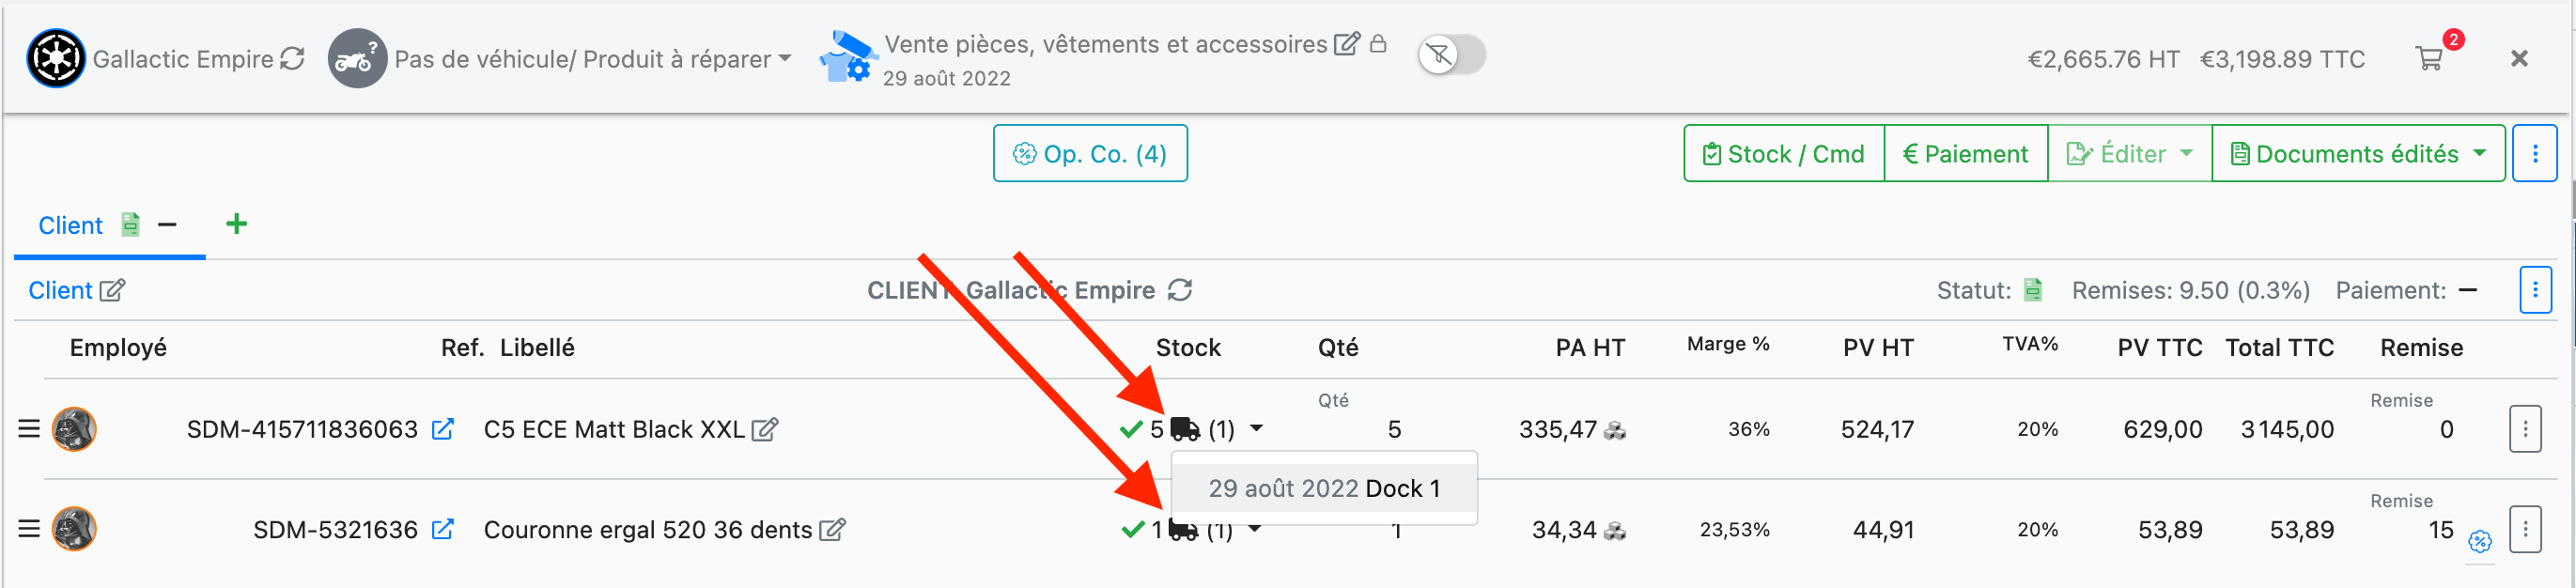 Gallactic Empire
?
Pas de véhicule/ Produit à réparer
Vente pièces, vêtements et accessoires
29 août 2022
€2,665.76 HT €3,198.89 TTC
2
Op. Co. (4)
Stock / Cmd
€ Paiement
Éditer
Documents édités
Client
Client
CLIENT Gallactic Empire
Statut:
Remises: 9.50 (0.3%)
Paiement:
Employé Ref. Libellé Stock Qté PA HT Marge % PV HT TVA% PV TTC Total TTC Remise
Qté Remise
SDM-415711836063 C5 ECE Matt Black XXL 5 (1) 5 335,47 36% 524,17 20% 629,00 3 145,00 0
29 août 2022 Dock 1
Remise
SDM-5321636 Couronne ergal 520 36 dents 1 (1) 1 34,34 23,53% 44,91 20% 53,89 53,89 15